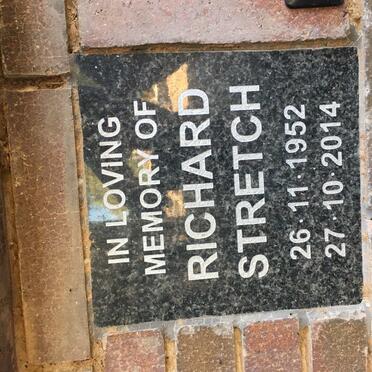 IN LOVING
MEMORY OF
RICHARD
STRETCH
26·11·1952
27·10·2014